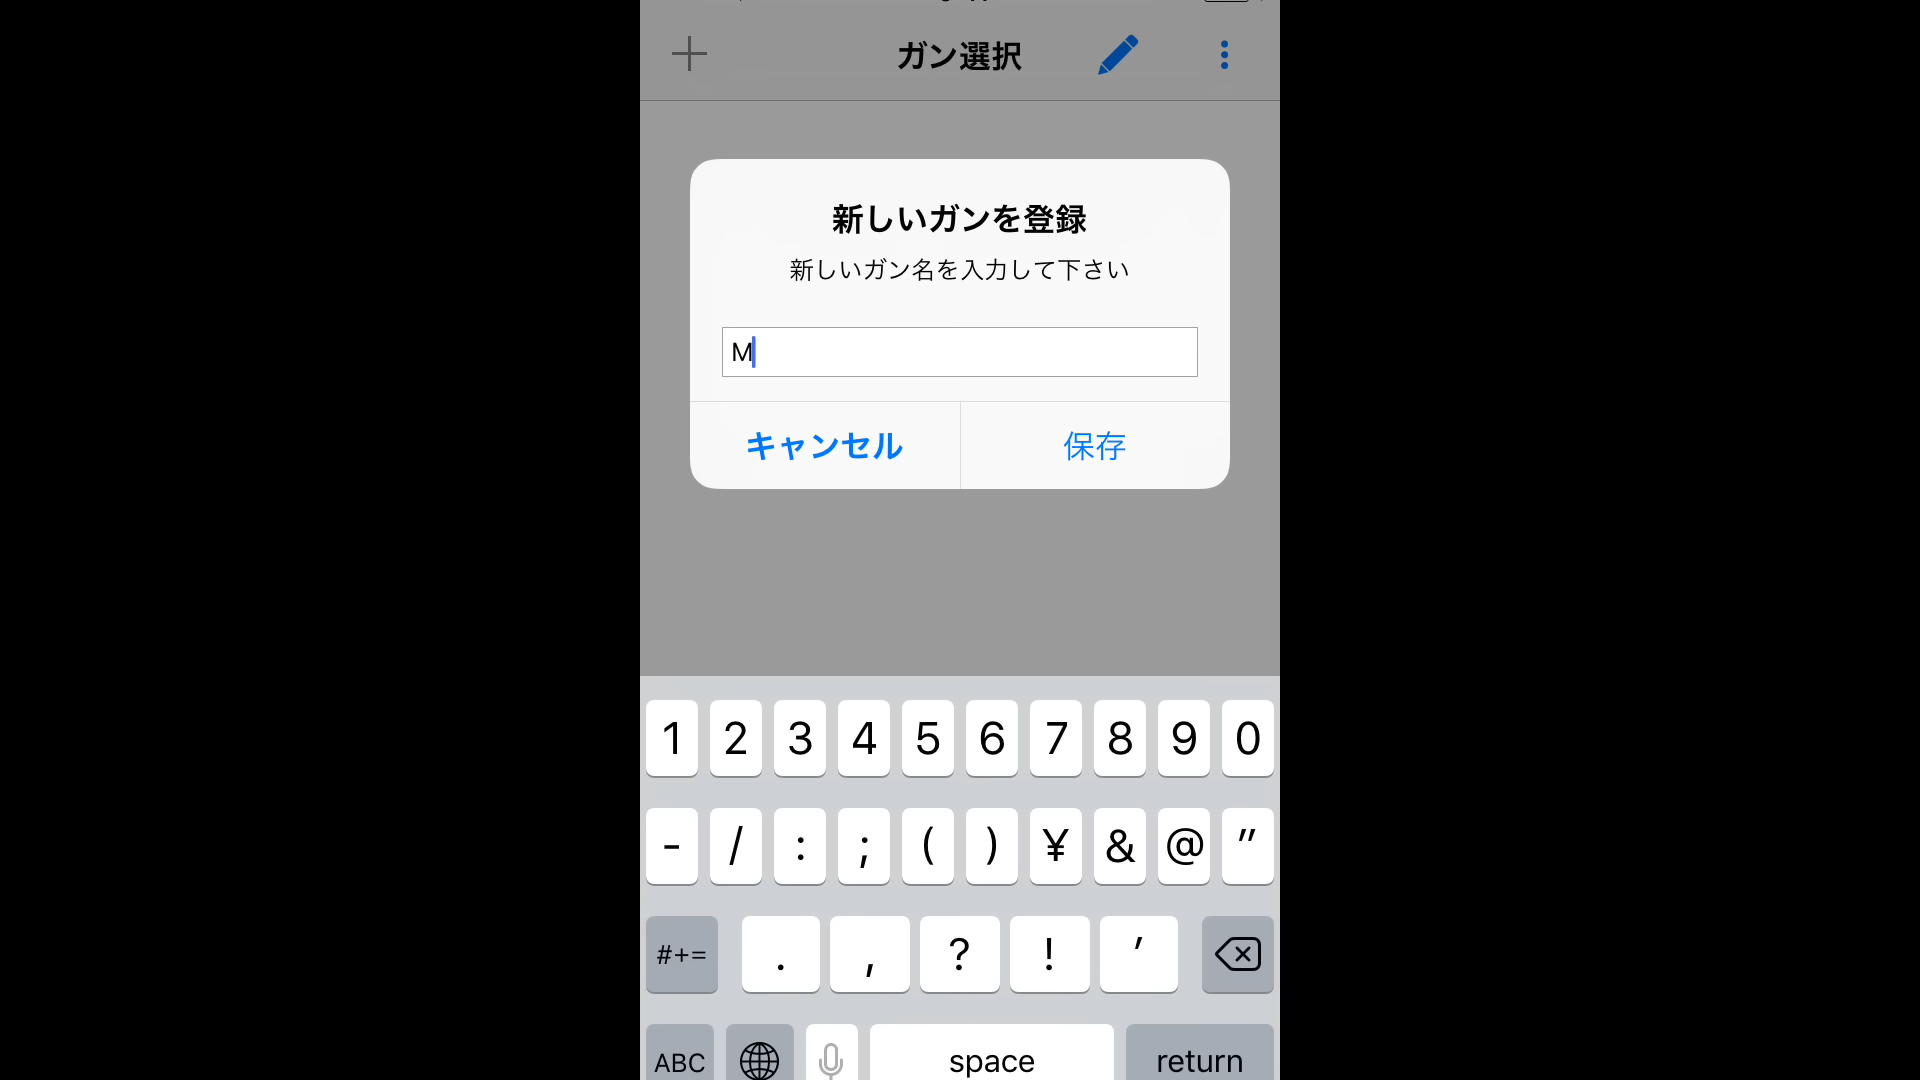 ガン選択
新しいガンを登録
新しいガン名を入力して下さい
M
キャンセル 保存
1 2 3 4 5 6 7 8 9 0
- / : ; ( ) ¥ & @ "
#+= . , ? ! '
ABC space return